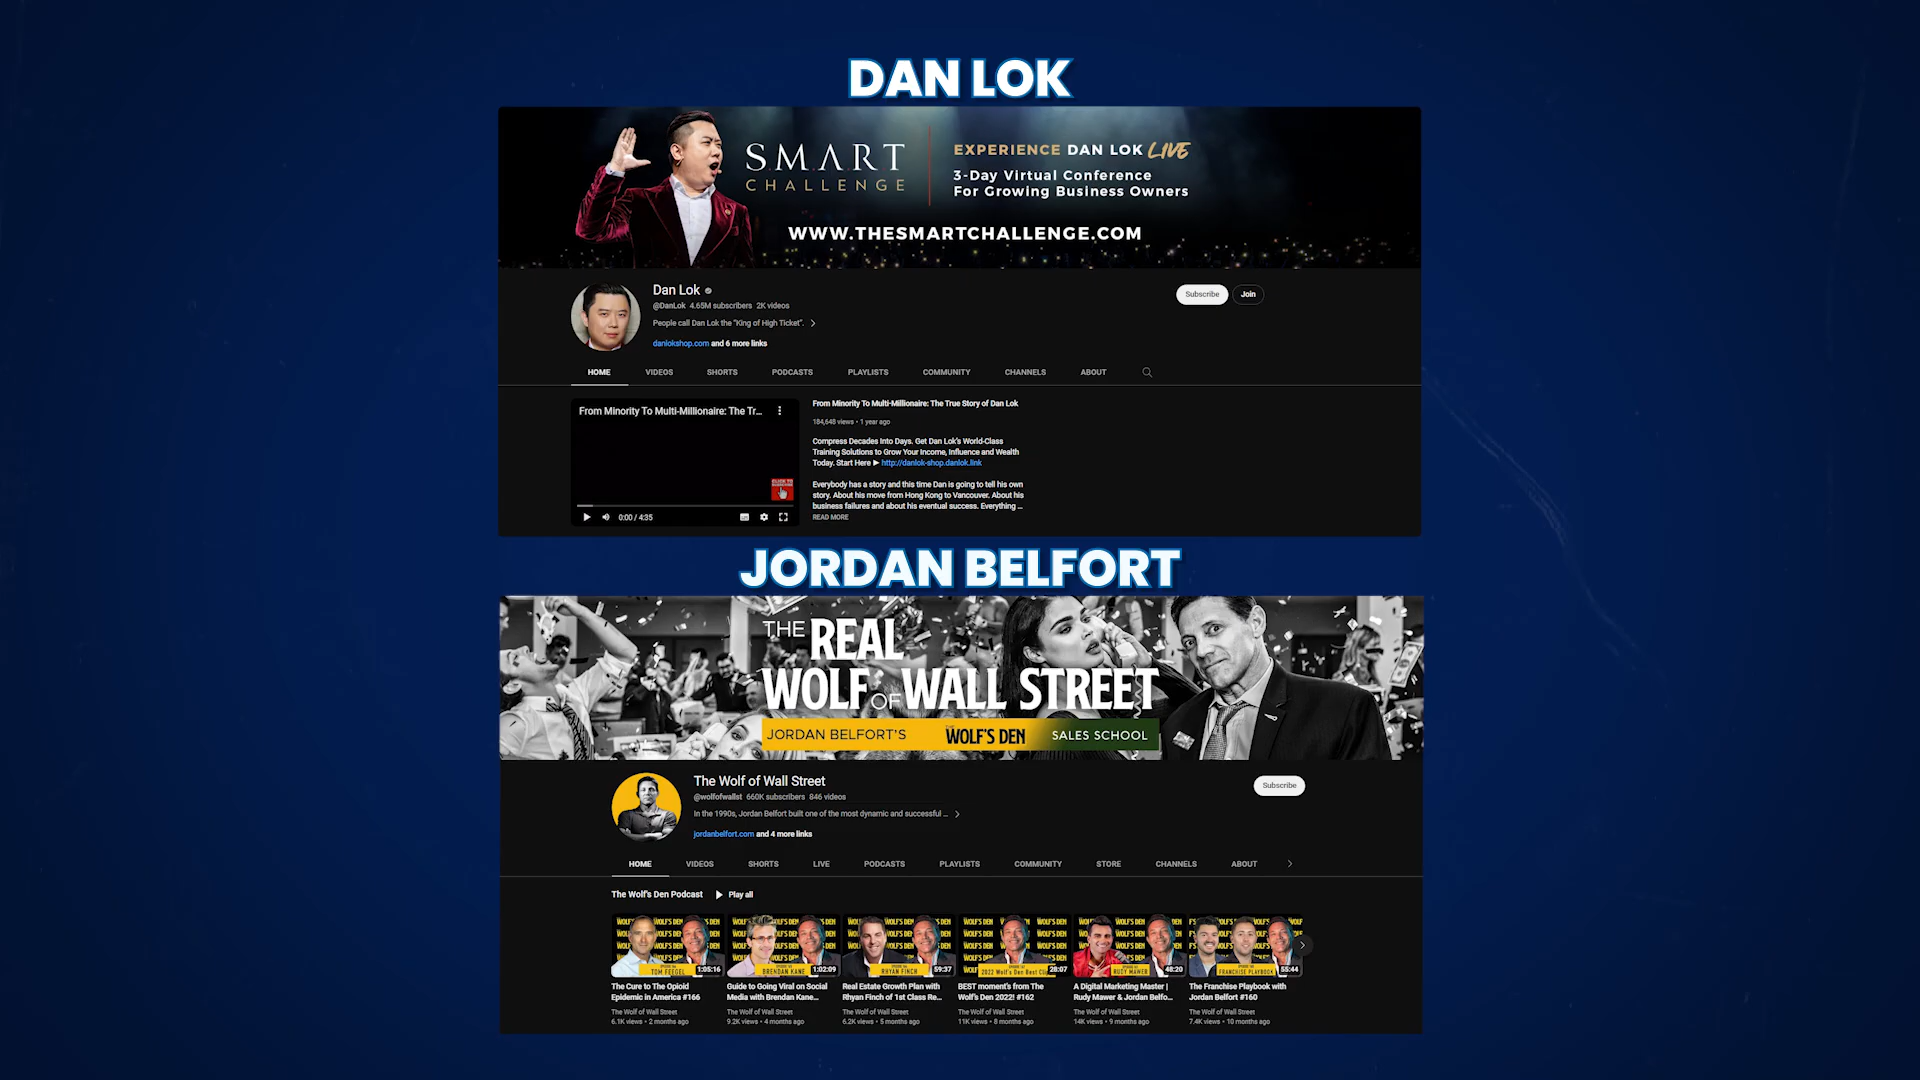 DAN LOK
S.M.A.R.T
CHALLENGE
EXPERIENCE DAN LOK LIVE
3-Day Virtual Conference
For Growing Business Owners
WWW.THESMARTCHALLENGE.COM
Dan Lok
@DanLok 4.65M subscribers 2K videos
People call Dan Lok the "King of High Ticket".
danlokshop.com and 6 more links
Subscribe
Join
HOME VIDEOS SHORTS PODCASTS PLAYLISTS COMMUNITY CHANNELS ABOUT
From Minority To Multi-Millionaire: The Tr...
0:00 / 4:35
From Minority To Multi-Millionaire: The True Story of Dan Lok
184,648 views • 1 year ago
Compress Decades Into Days. Get Dan Lok's World-Class
Training Solutions to Grow Your Income, Influence and Wealth
Today. Start Here ► http://danlok-shop.danlok.link
Everybody has a story and this time Dan is going to tell his own
story. About his move from Hong Kong to Vancouver. About his
business failures and about his eventual success. Everything ...
READ MORE
JORDAN BELFORT
THE REAL
WOLF OF WALL STREET
JORDAN BELFORT'S THE WOLF'S DEN SALES SCHOOL
The Wolf of Wall Street
@wolfofwallst 660K subscribers 846 videos
In the 1990s, Jordan Belfort built one of the most dynamic and successful ...
jordanbelfort.com and 4 more links
Subscribe
HOME VIDEOS SHORTS LIVE PODCASTS PLAYLISTS COMMUNITY STORE CHANNELS ABOUT
The Wolf's Den Podcast Play all
TOM FEEGEL 1:05:16
BRENDAN KANE 1:02:09
RHYAN FINCH 59:37
2022 Wolf's Den Best Clip 28:07
RUDY MAWER 48:20
FRANCHISE PLAYBOOK 55:44
The Cure to The Opioid
Epidemic in America #166
The Wolf of Wall Street
6.1K views • 2 months ago
Guide to Going Viral on Social
Media with Brendan Kane...
The Wolf of Wall Street
9.2K views • 4 months ago
Real Estate Growth Plan with
Rhyan Finch of 1st Class Re...
The Wolf of Wall Street
6.2K views • 5 months ago
BEST moment's from The
Wolf's Den 2022! #162
The Wolf of Wall Street
11K views • 8 months ago
A Digital Marketing Master |
Rudy Mawer & Jordan Belfo...
The Wolf of Wall Street
14K views • 9 months ago
The Franchise Playbook with
Jordan Belfort #160
The Wolf of Wall Street
7.4K views • 10 months ago